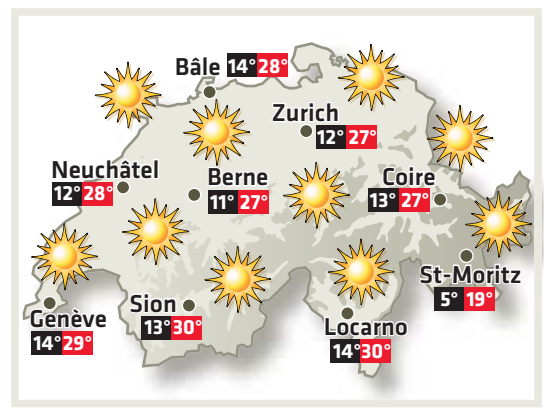 Bâle 14° 28°
Zurich
12° 27°
Neuchâtel
12° 28°
Berne
11° 27°
Coire
13° 27°
St-Moritz
5° 19°
Sion
13° 30°
Genève
14° 29°
Locarno
14° 30°